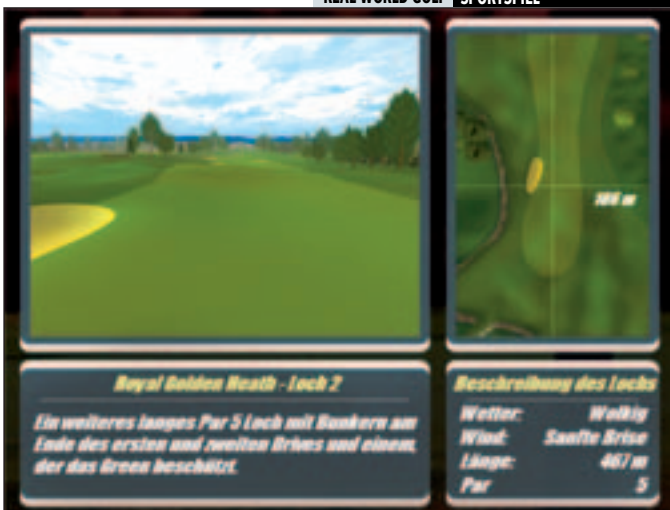 REAL WORLD GOLF SPORTSPIEL
186 m
Royal Golden Heath - Loch 2
Ein weiteres langes Par 5 Loch mit Bunkern am
Ende des ersten und zweiten Drives und einem,
der das Green beschützt.
Beschreibung des Lochs
Wetter: Wolkig
Wind: Sanfte Brise
Länge: 467 m
Par 5